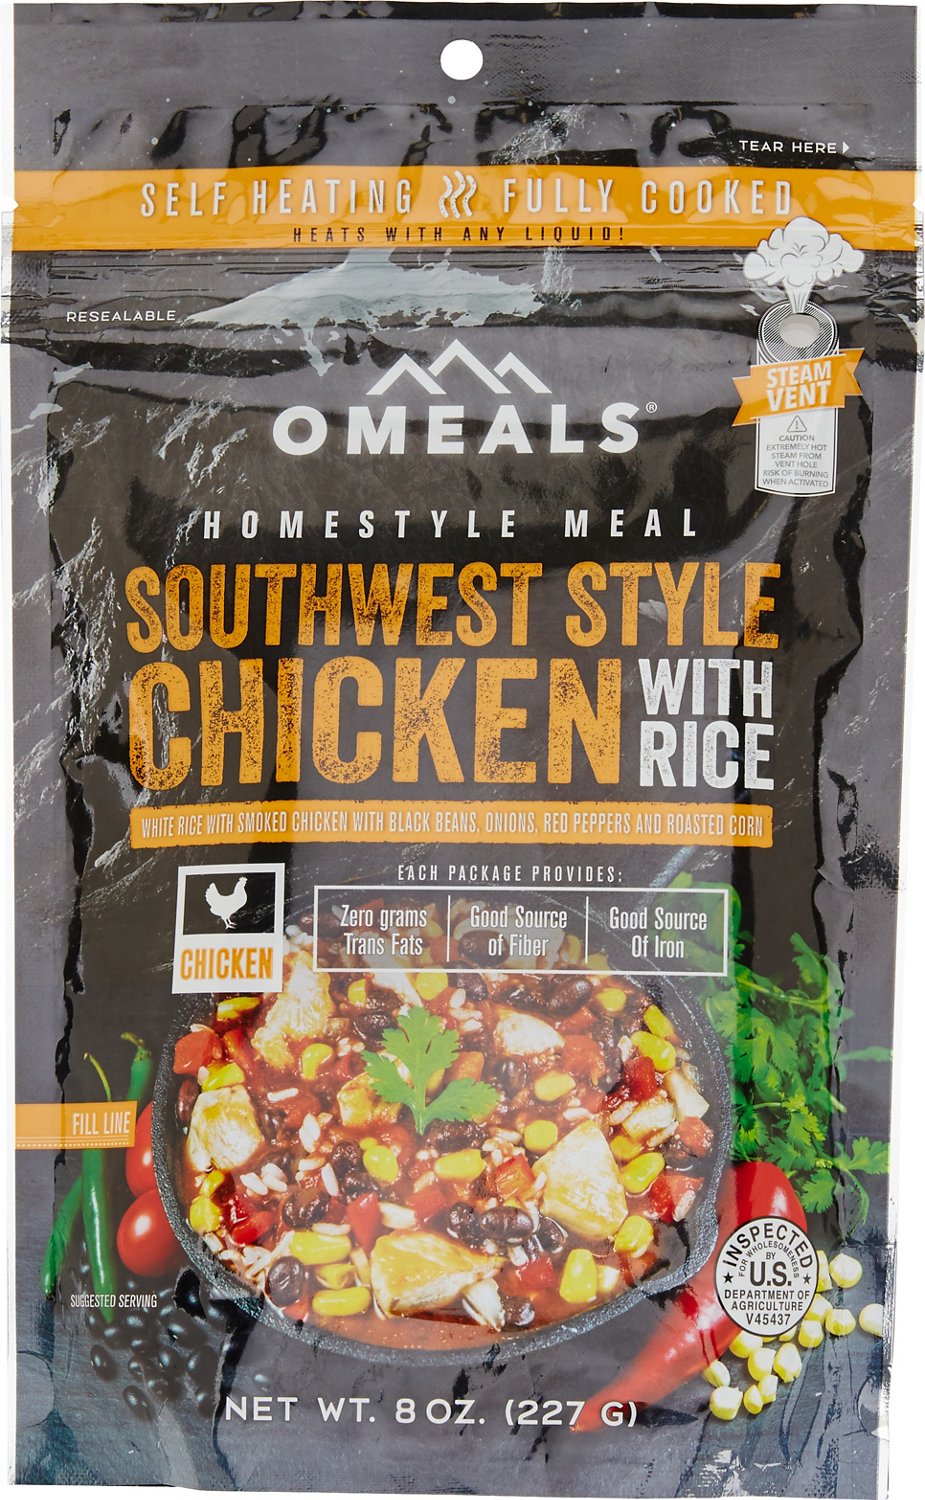 TEAR HERE
SELF HEATING FULLY COOKED
HEATS WITH ANY LIQUID!
RESEALABLE
OMEALS®
STEAM
VENT
CAUTION
EXTREMELY HOT
STEAM FROM
VENT HOLE
RISK OF BURNING
WHEN ACTIVATED
HOMESTYLE MEAL
SOUTHWEST STYLE
CHICKEN
WITH
RICE
WHITE RICE WITH SMOKED CHICKEN WITH BLACK BEANS, ONIONS, RED PEPPERS AND ROASTED CORN
EACH PACKAGE PROVIDES:
Zero grams
Trans Fats
Good Source
of Fiber
Good Source
Of Iron
CHICKEN
FILL LINE
SUGGESTED SERVING
INSPECTED
FOR WHOLESOMENESS
BY
U.S.
DEPARTMENT OF
AGRICULTURE
V45437
NET WT. 8 OZ. (227 G)